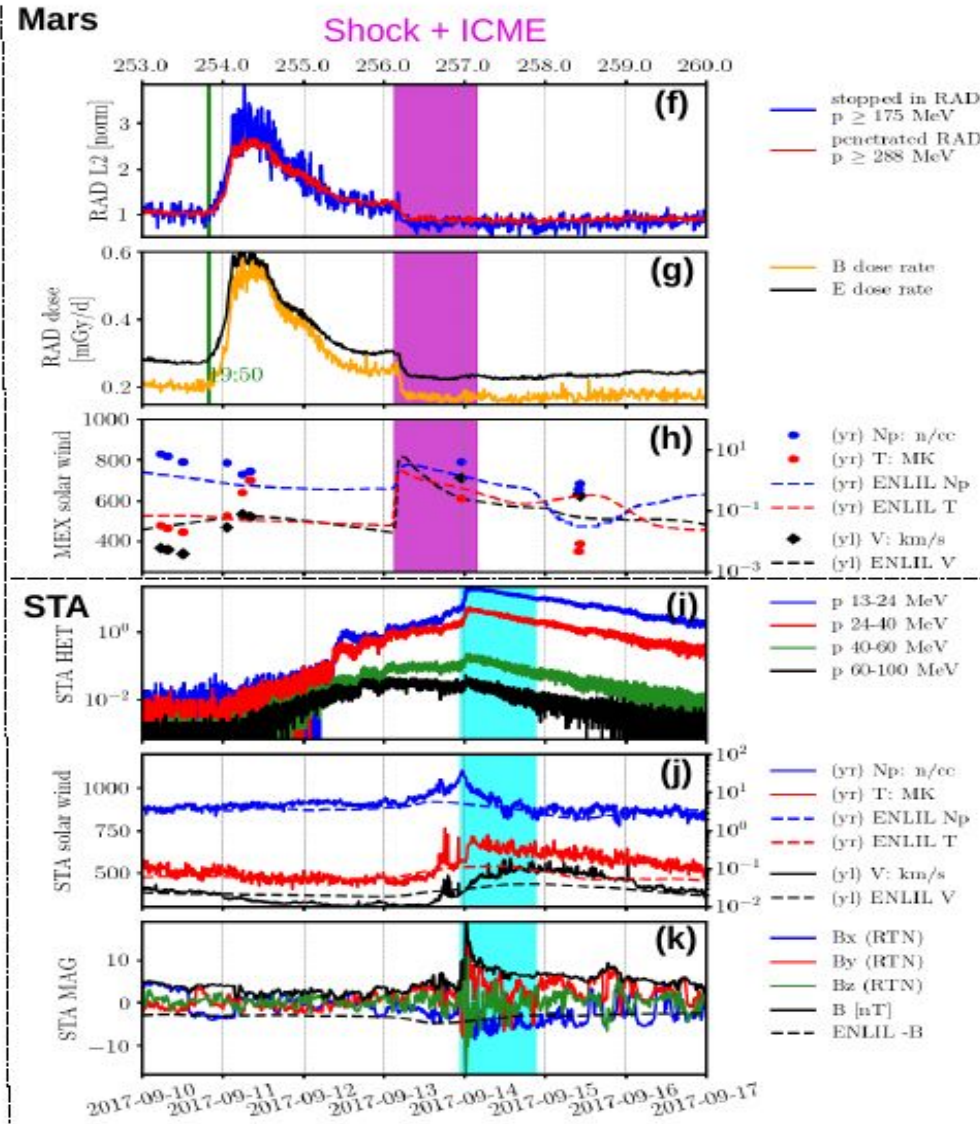 Mars
Shock + ICME
253.0 254.0 255.0 256.0 257.0 258.0 259.0 260.0
(f)
RAD L2 [norm]
3
2
1
stopped in RAD
p ≥ 175 MeV
penetrated RAD
p ≥ 288 MeV
(g)
RAD dose
[mGy/d]
0.6
0.4
0.2
19:50
B dose rate
E dose rate
(h)
MEX solar wind
1000
800
600
400
10¹
10⁻¹
10⁻³
(yr) Np: n/cc
(yr) T: MK
(yr) ENLIL Np
(yr) ENLIL T
(yl) V: km/s
(yl) ENLIL V
STA
(i)
STA HET
10⁰
10⁻²
p 13-24 MeV
p 24-40 MeV
p 40-60 MeV
p 60-100 MeV
(j)
STA solar wind
1000
750
500
10²
10¹
10⁰
10⁻¹
10⁻²
(yr) Np: n/cc
(yr) T: MK
(yr) ENLIL Np
(yr) ENLIL T
(yl) V: km/s
(yl) ENLIL V
(k)
STA MAG
10
0
−10
Bx (RTN)
By (RTN)
Bz (RTN)
B [nT]
ENLIL -B
2017-09-10 2017-09-11 2017-09-12 2017-09-13 2017-09-14 2017-09-15 2017-09-16 2017-09-17